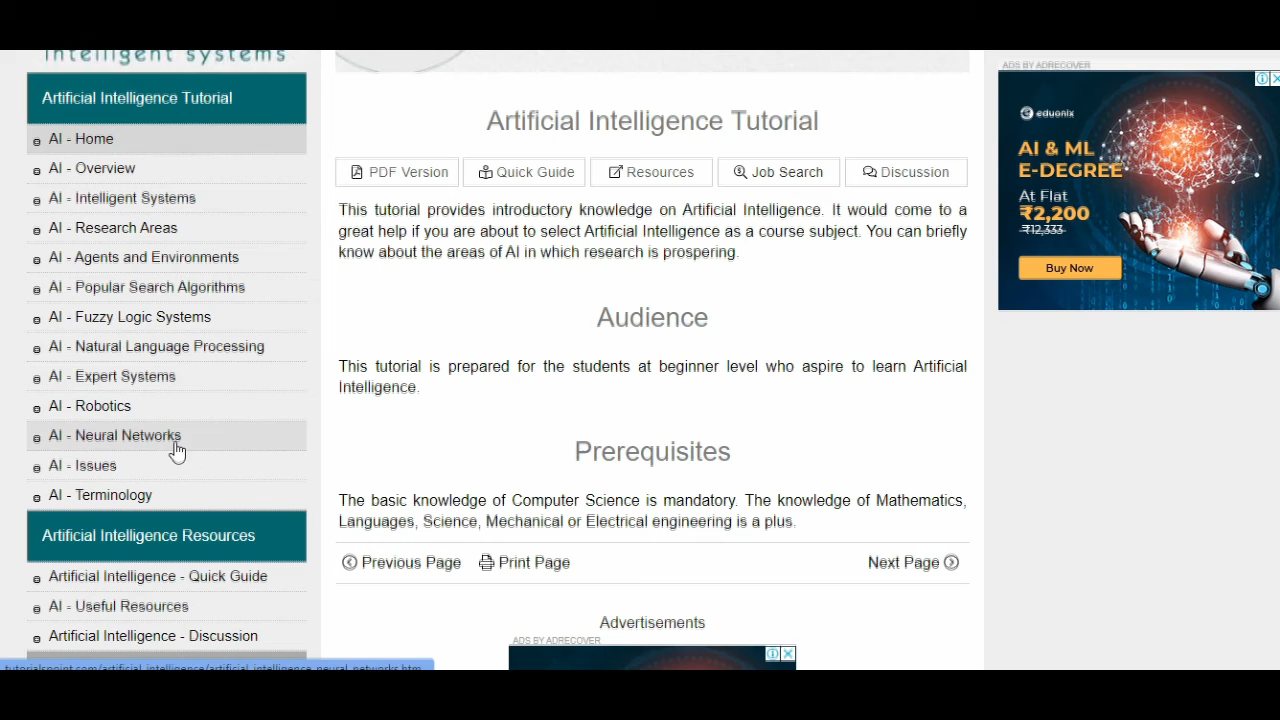 intelligent systems
Artificial Intelligence Tutorial
AI - Home
AI - Overview
AI - Intelligent Systems
AI - Research Areas
AI - Agents and Environments
AI - Popular Search Algorithms
AI - Fuzzy Logic Systems
AI - Natural Language Processing
AI - Expert Systems
AI - Robotics
AI - Neural Networks
AI - Issues
AI - Terminology
Artificial Intelligence Resources
Artificial Intelligence - Quick Guide
AI - Useful Resources
Artificial Intelligence - Discussion
tutorialspoint.com/artificial_intelligence/artificial_intelligence_neural_networks.htm
Artificial Intelligence Tutorial
PDF Version
Quick Guide
Resources
Job Search
Discussion
This tutorial provides introductory knowledge on Artificial Intelligence. It would come to a
great help if you are about to select Artificial Intelligence as a course subject. You can briefly
know about the areas of AI in which research is prospering.
Audience
This tutorial is prepared for the students at beginner level who aspire to learn Artificial
Intelligence.
Prerequisites
The basic knowledge of Computer Science is mandatory. The knowledge of Mathematics,
Languages, Science, Mechanical or Electrical engineering is a plus.
Previous Page
Print Page
Next Page
Advertisements
ADS BY ADRECOVER
ADS BY ADRECOVER
eduonix
AI & ML
E-DEGREE
At Flat
₹2,200
₹12,333
Buy Now